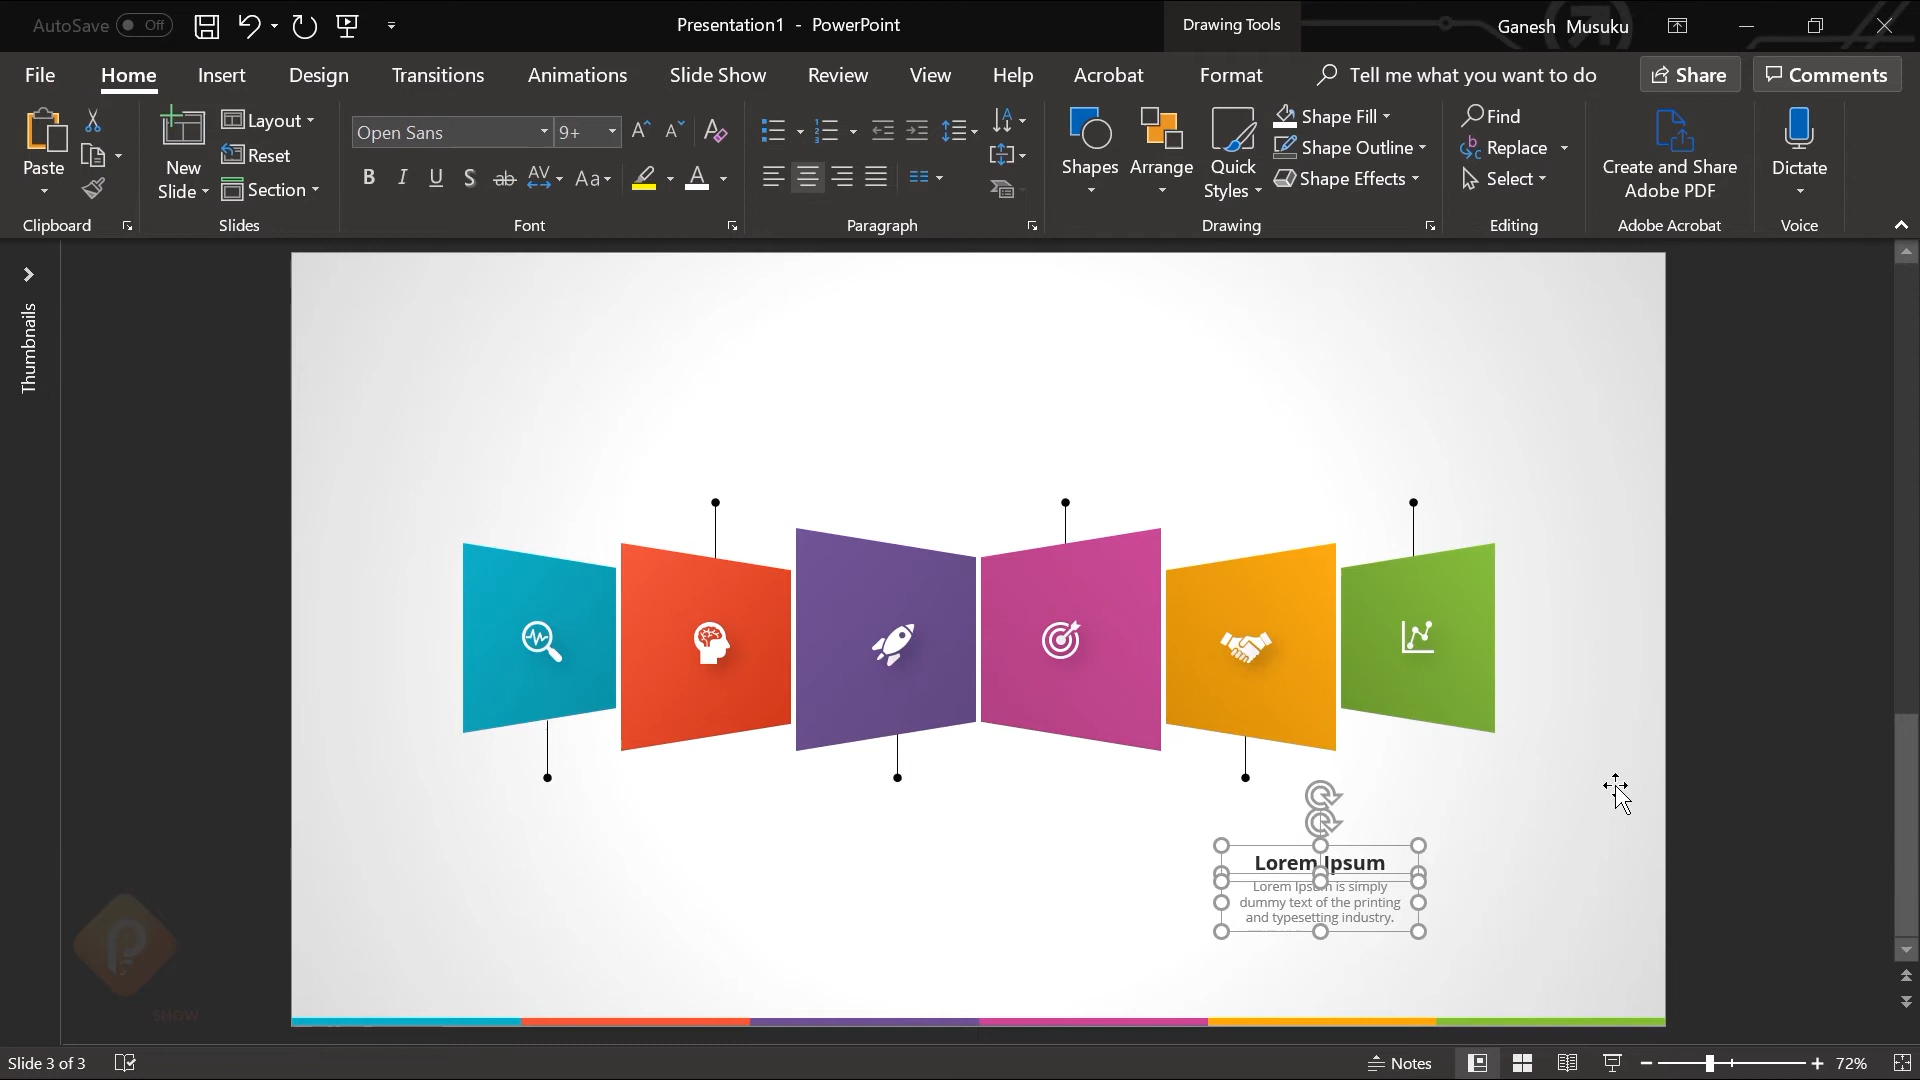 AutoSave Off
Presentation1 - PowerPoint
Drawing Tools
Ganesh Musuku
File Home Insert Design Transitions Animations Slide Show Review View Help Acrobat Format Tell me what you want to do Share Comments
Paste
Clipboard
New Slide
Layout
Reset
Section
Slides
Open Sans 9+
Font
Paragraph
Shapes
Arrange
Quick Styles
Shape Fill
Shape Outline
Shape Effects
Drawing
Find
Replace
Select
Editing
Create and Share
Adobe PDF
Adobe Acrobat
Dictate
Voice
Thumbnails
Lorem Ipsum
Lorem Ipsum is simply
dummy text of the printing
and typesetting industry.
SHOW
Slide 3 of 3
Notes
72%